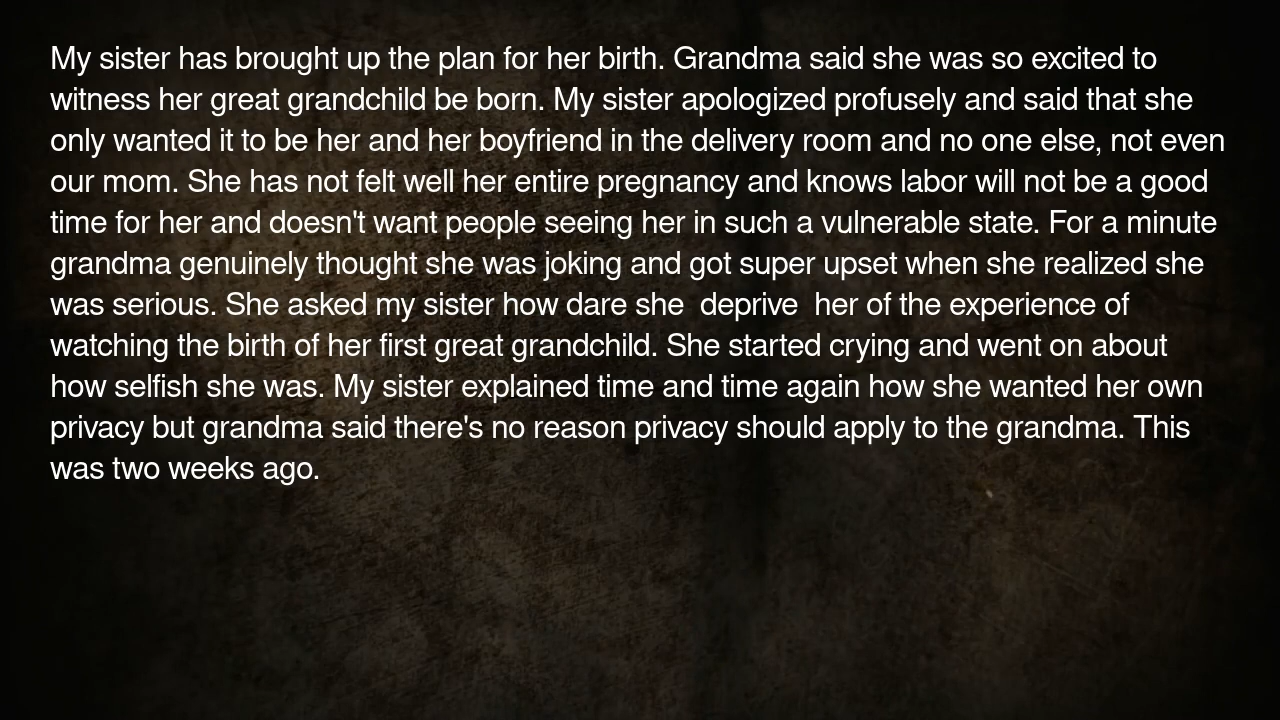 My sister has brought up the plan for her birth. Grandma said she was so excited to
witness her great grandchild be born. My sister apologized profusely and said that she
only wanted it to be her and her boyfriend in the delivery room and no one else, not even
our mom. She has not felt well her entire pregnancy and knows labor will not be a good
time for her and doesn't want people seeing her in such a vulnerable state. For a minute
grandma genuinely thought she was joking and got super upset when she realized she
was serious. She asked my sister how dare she  deprive  her of the experience of
watching the birth of her first great grandchild. She started crying and went on about
how selfish she was. My sister explained time and time again how she wanted her own
privacy but grandma said there's no reason privacy should apply to the grandma. This
was two weeks ago.